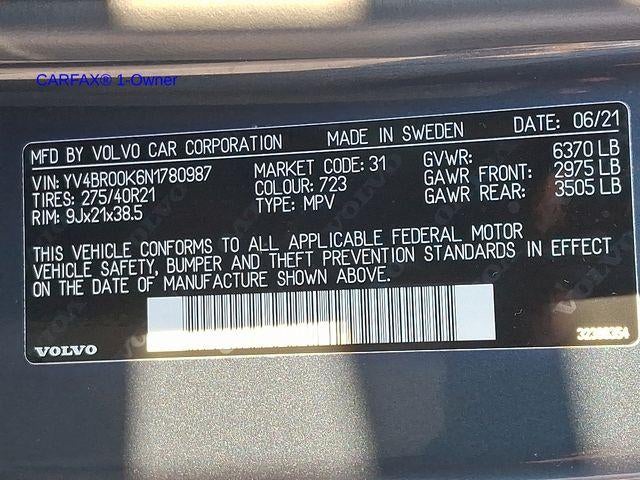 CARFAX® 1-Owner
MFD BY VOLVO CAR CORPORATION MADE IN SWEDEN DATE: 06/21
VIN: YV4BR00K6N1780987 MARKET CODE: 31 GVWR: 6370 LB
TIRES: 275/40R21 COLOUR: 723 GAWR FRONT: 2975 LB
RIM: 9Jx21x38.5 TYPE: MPV GAWR REAR: 3505 LB
THIS VEHICLE CONFORMS TO ALL APPLICABLE FEDERAL MOTOR
VEHICLE SAFETY, BUMPER AND THEFT PREVENTION STANDARDS IN EFFECT
ON THE DATE OF MANUFACTURE SHOWN ABOVE.
VOLVO